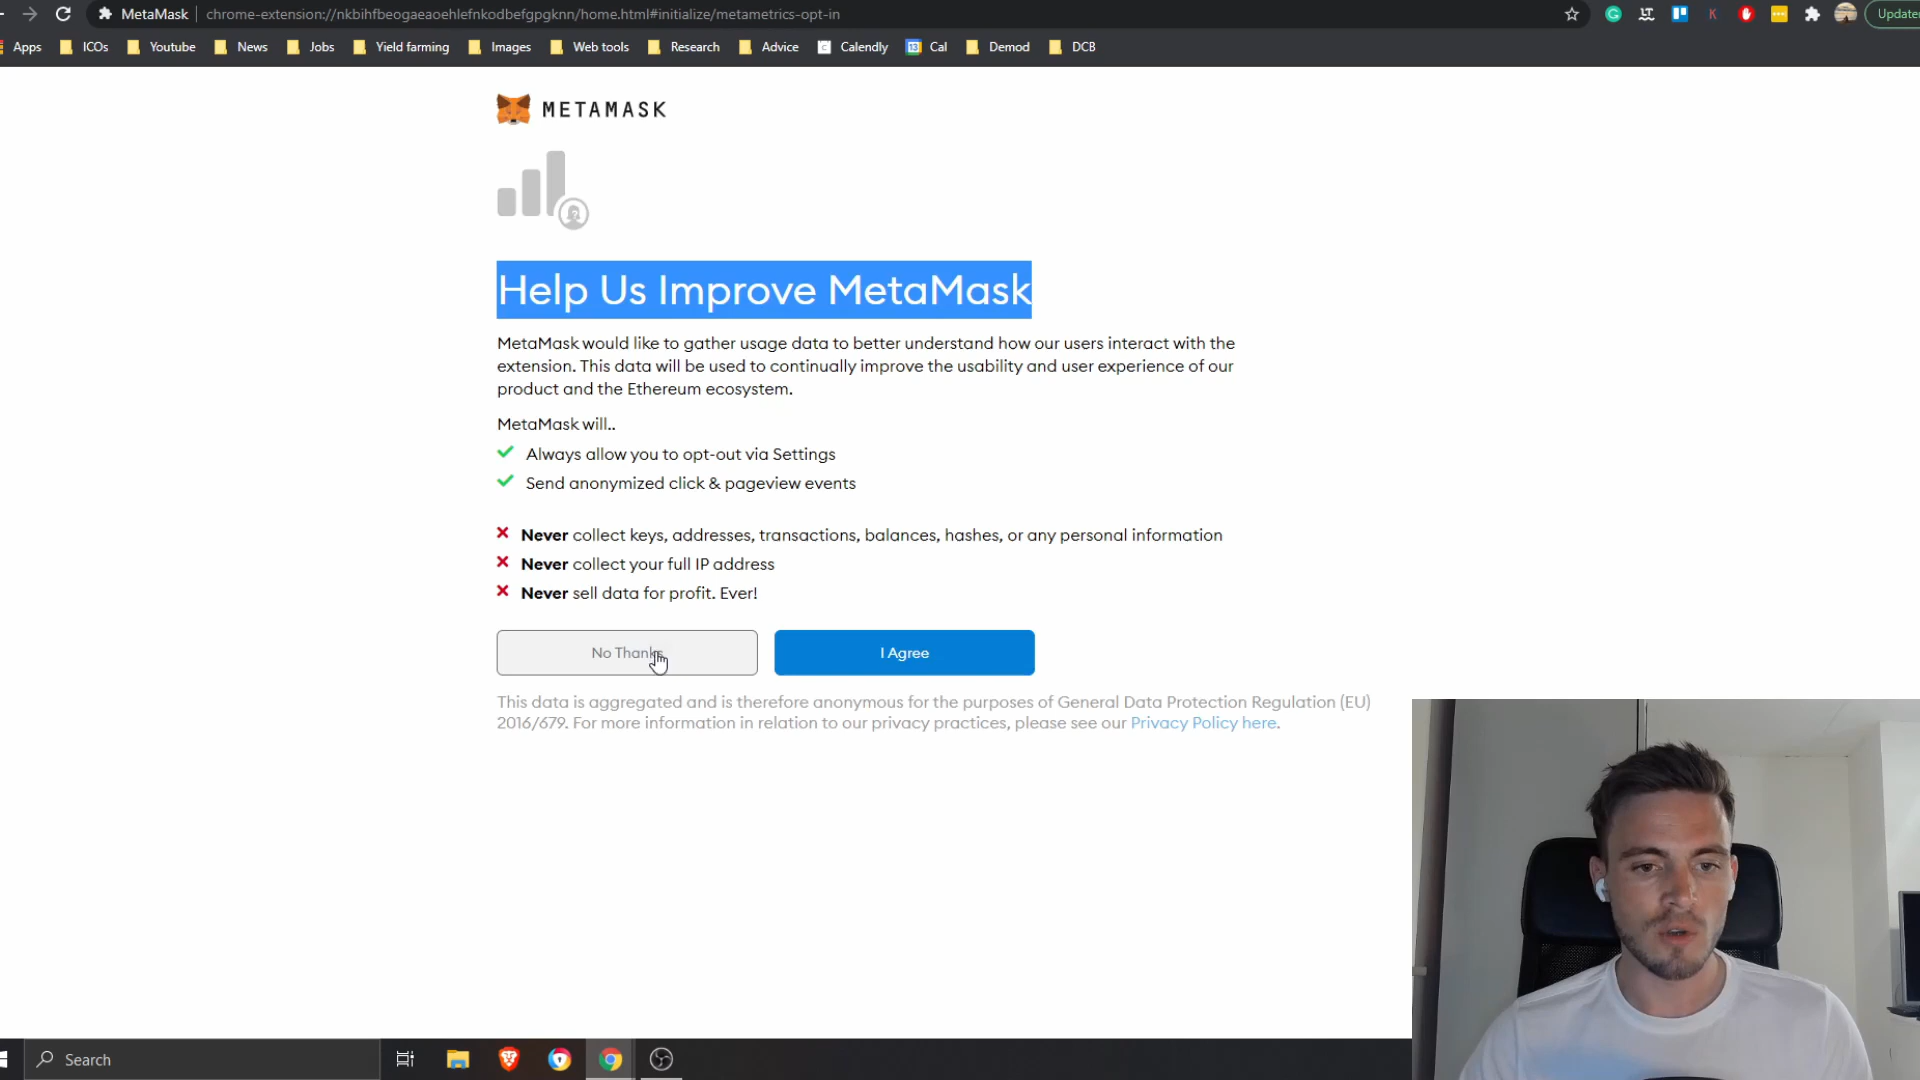 MetaMask chrome-extension://nkbihfbeogaeaoehlefnkodbefgpgknn/home.html#initialize/metametrics-opt-in
Update
Apps ICOs Youtube News Jobs Yield farming Images Web tools Research Advice Calendly Cal Demod DCB
METAMASK
Help Us Improve MetaMask
MetaMask would like to gather usage data to better understand how our users interact with the
extension. This data will be used to continually improve the usability and user experience of our
product and the Ethereum ecosystem.
MetaMask will..
Always allow you to opt-out via Settings
Send anonymized click & pageview events
Never collect keys, addresses, transactions, balances, hashes, or any personal information
Never collect your full IP address
Never sell data for profit. Ever!
No Thanks I Agree
This data is aggregated and is therefore anonymous for the purposes of General Data Protection Regulation (EU)
2016/679. For more information in relation to our privacy practices, please see our Privacy Policy here.
Search